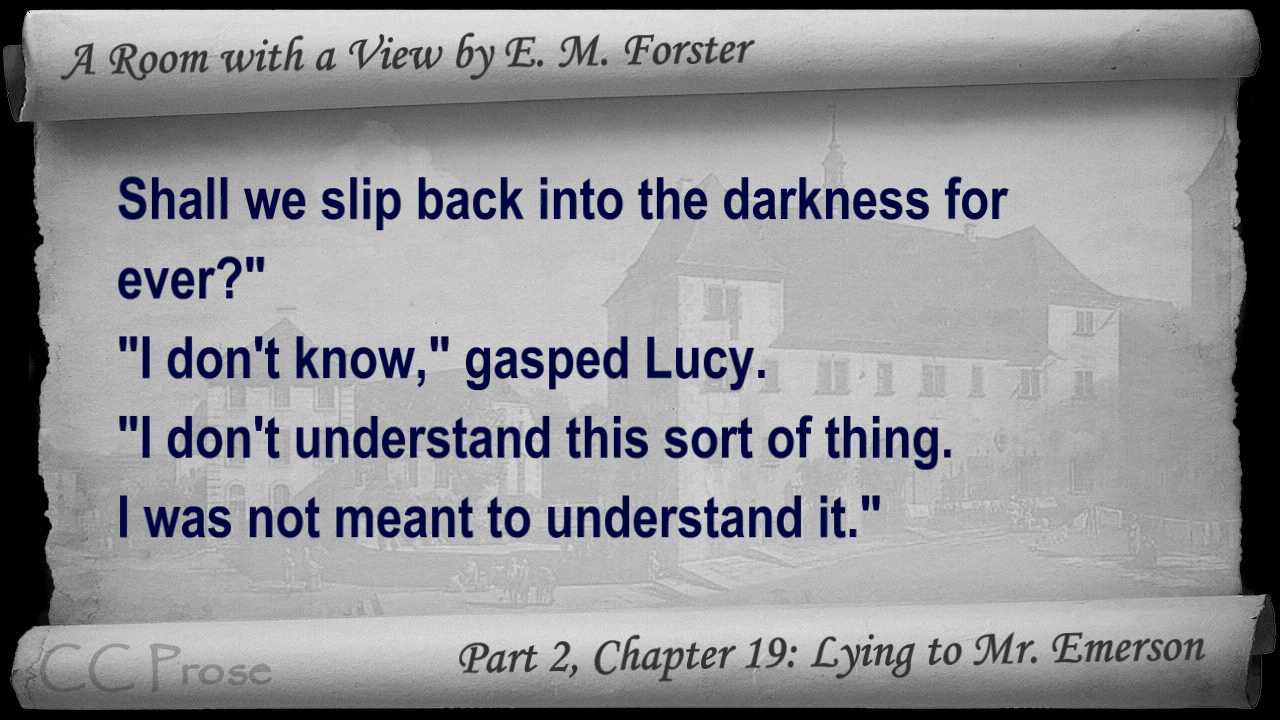 A Room with a View by E. M. Forster
Shall we slip back into the darkness for
ever?"
"I don't know," gasped Lucy.
"I don't understand this sort of thing.
I was not meant to understand it."
CC Prose
Part 2, Chapter 19: Lying to Mr. Emerson